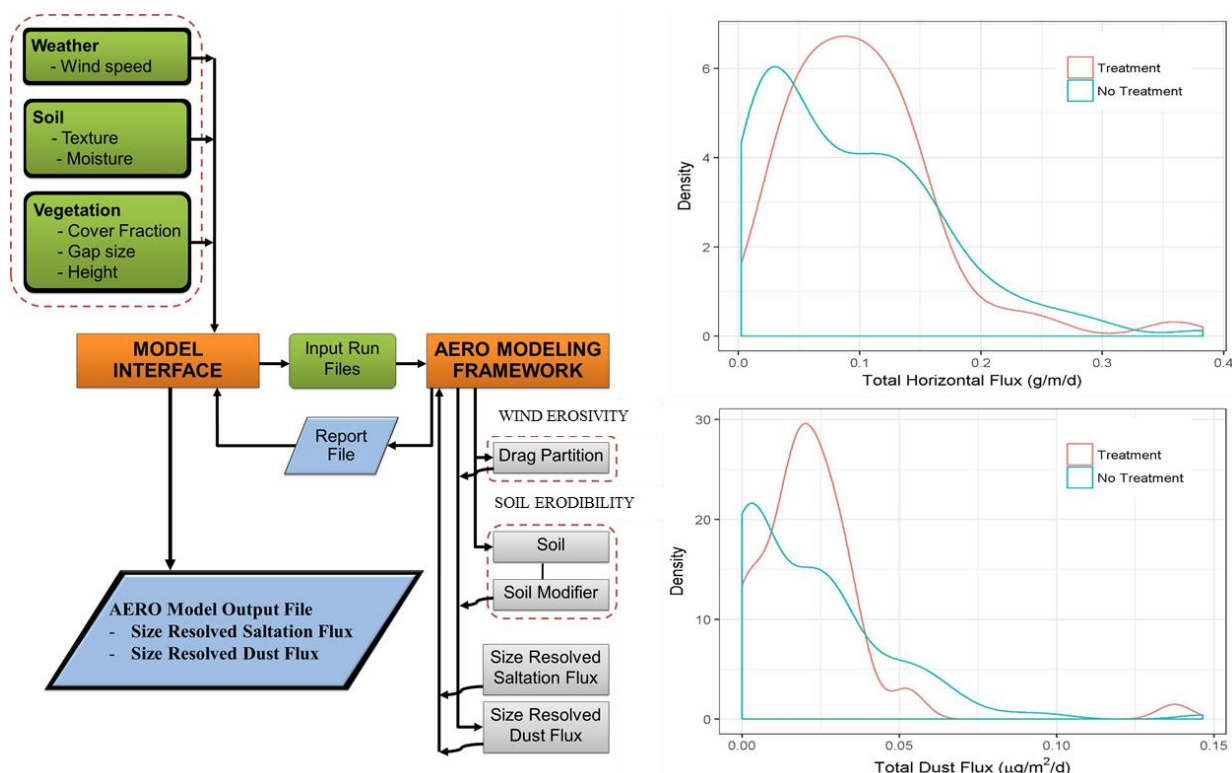 Weather
- Wind speed
Soil
- Texture
- Moisture
Vegetation
- Cover Fraction
- Gap size
- Height
MODEL
INTERFACE
Input Run
Files
AERO MODELING
FRAMEWORK
Report
File
WIND EROSIVITY
Drag Partition
SOIL ERODIBILITY
Soil
Soil Modifier
Size Resolved
Saltation Flux
Size Resolved
Dust Flux
AERO Model Output File
- Size Resolved Saltation Flux
- Size Resolved Dust Flux
Density
6
4
2
0
0.0
0.1
0.2
0.3
0.4
Total Horizontal Flux (g/m/d)
Treatment
No Treatment
Density
30
20
10
0
0.00
0.05
0.10
0.15
Total Dust Flux (µg/m²/d)
Treatment
No Treatment